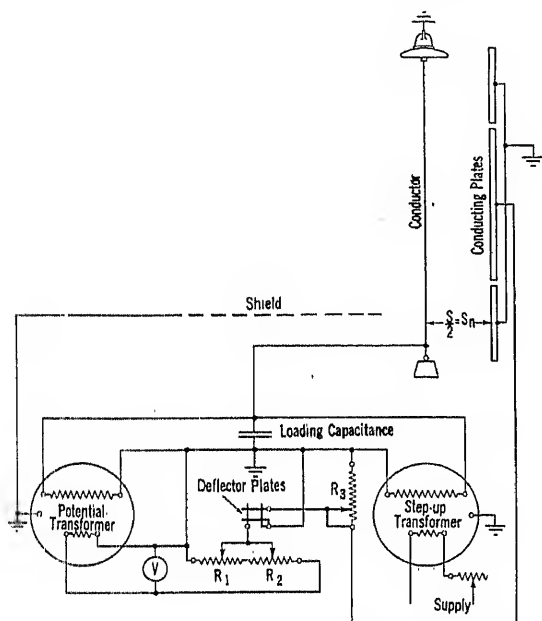 Conductor
Conducting Plates
Shield
S/2 = Sn
Loading Capacitance
Deflector Plates
R3
Potential-
Transformer
Step-up
Transformer
V
R1
R2
Supply